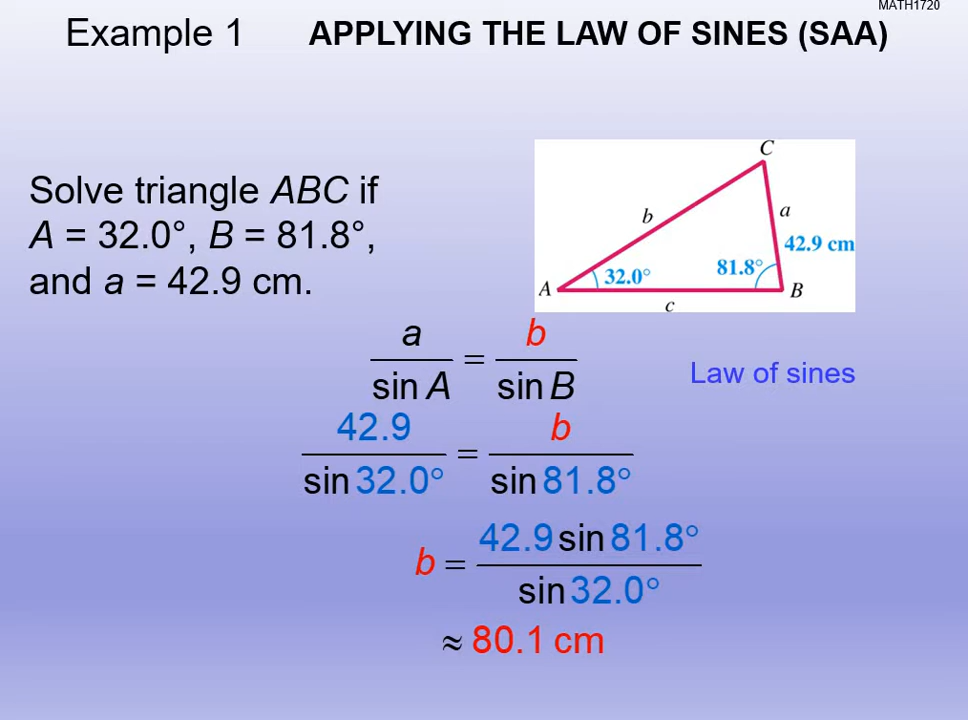 MATH1720
Example 1 APPLYING THE LAW OF SINES (SAA)
Solve triangle ABC if
A = 32.0°, B = 81.8°,
and a = 42.9 cm.
C
b
a
42.9 cm
81.8°
32.0°
A
B
c
a / sin A = b / sin B
Law of sines
42.9 / sin 32.0° = b / sin 81.8°
b = 42.9 sin 81.8° / sin 32.0°
≈ 80.1 cm